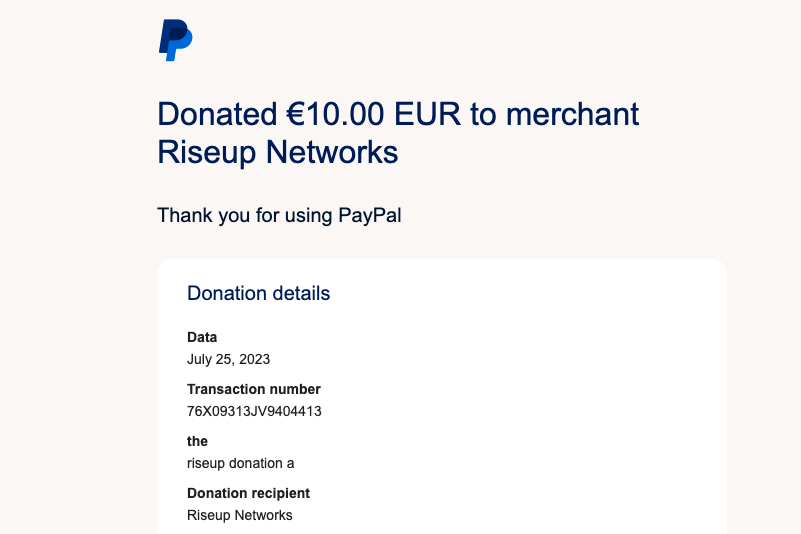 Donated €10.00 EUR to merchant
Riseup Networks
Thank you for using PayPal
Donation details
Data
July 25, 2023
Transaction number
76X09313JV9404413
the
riseup donation a
Donation recipient
Riseup Networks